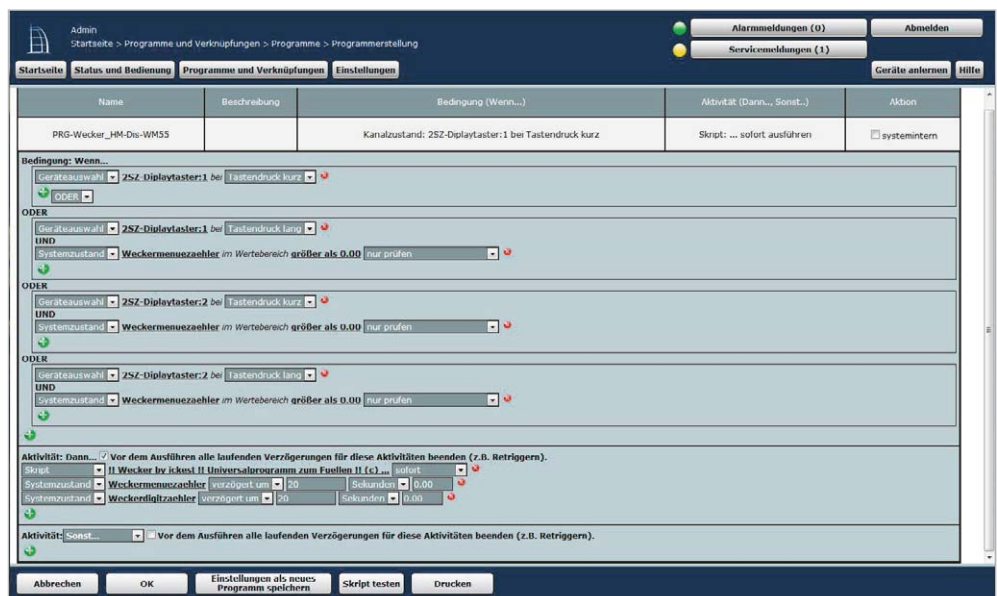 Admin
Startseite > Programme und Verknüpfungen > Programme > Programmerstellung
Alarmmeldungen (0)
Abmelden
Servicemeldungen (1)
Startseite Status und Bedienung Programme und Verknüpfungen Einstellungen
Geräte anlernen Hilfe
Name Beschreibung Bedingung (Wenn...) Aktivität (Dann.., Sonst..) Aktion
PRG-Wecker_HM-Dis-WM55 Kanalzustand: 2SZ-Diplaytaster:1 bei Tastendruck kurz Skript: ... sofort ausführen systemintern
Bedingung: Wenn...
Geräteauswahl 2SZ-Diplaytaster:1 bei Tastendruck kurz
ODER
ODER
Geräteauswahl 2SZ-Diplaytaster:1 bei Tastendruck lang
UND
Systemzustand Weckermenuezaehler im Wertebereich größer als 0.00 nur prüfen
ODER
Geräteauswahl 2SZ-Diplaytaster:2 bei Tastendruck kurz
UND
Systemzustand Weckermenuezaehler im Wertebereich größer als 0.00 nur prüfen
ODER
Geräteauswahl 2SZ-Diplaytaster:2 bei Tastendruck lang
UND
Systemzustand Weckermenuezaehler im Wertebereich größer als 0.00 nur prüfen
Aktivität: Dann... Vor dem Ausführen alle laufenden Verzögerungen für diese Aktivitäten beenden (z.B. Retriggern).
Skript !! Wecker by ickust !! Universalprogramm zum Fuellen !! (c) ... sofort
Systemzustand Weckermenuezaehler verzögert um 20 Sekunden 0.00
Systemzustand Weckerdigitzaehler verzögert um 20 Sekunden 0.00
Aktivität: Sonst... Vor dem Ausführen alle laufenden Verzögerungen für diese Aktivitäten beenden (z.B. Retriggern).
Abbrechen OK Einstellungen als neues Programm speichern Skript testen Drucken